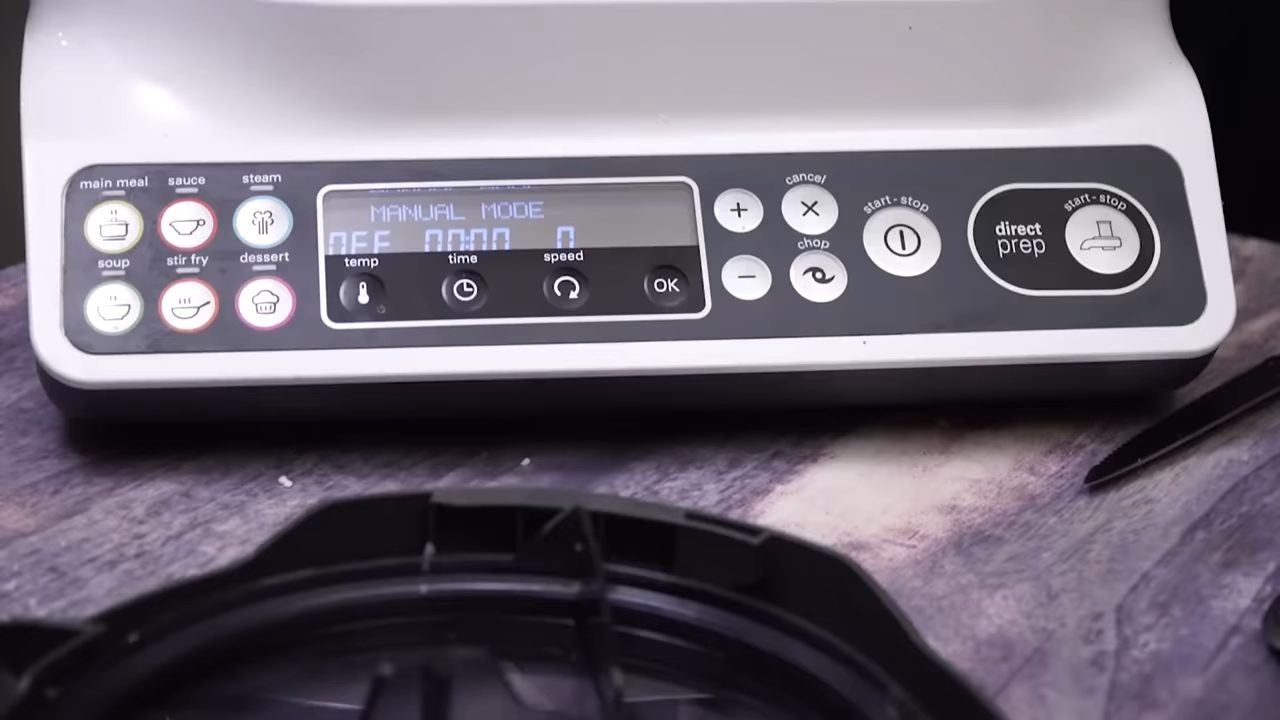 main meal
sauce
steam
soup
stir fry
dessert
MANUAL MODE
OFF 00:00 0
temp
time
speed
OK
+
−
cancel
chop
start-stop
direct
prep
start-stop